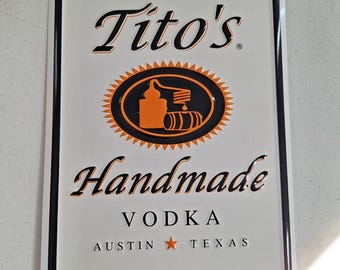 Tito's®
Handmade
VODKA
AUSTIN ★ TEXAS